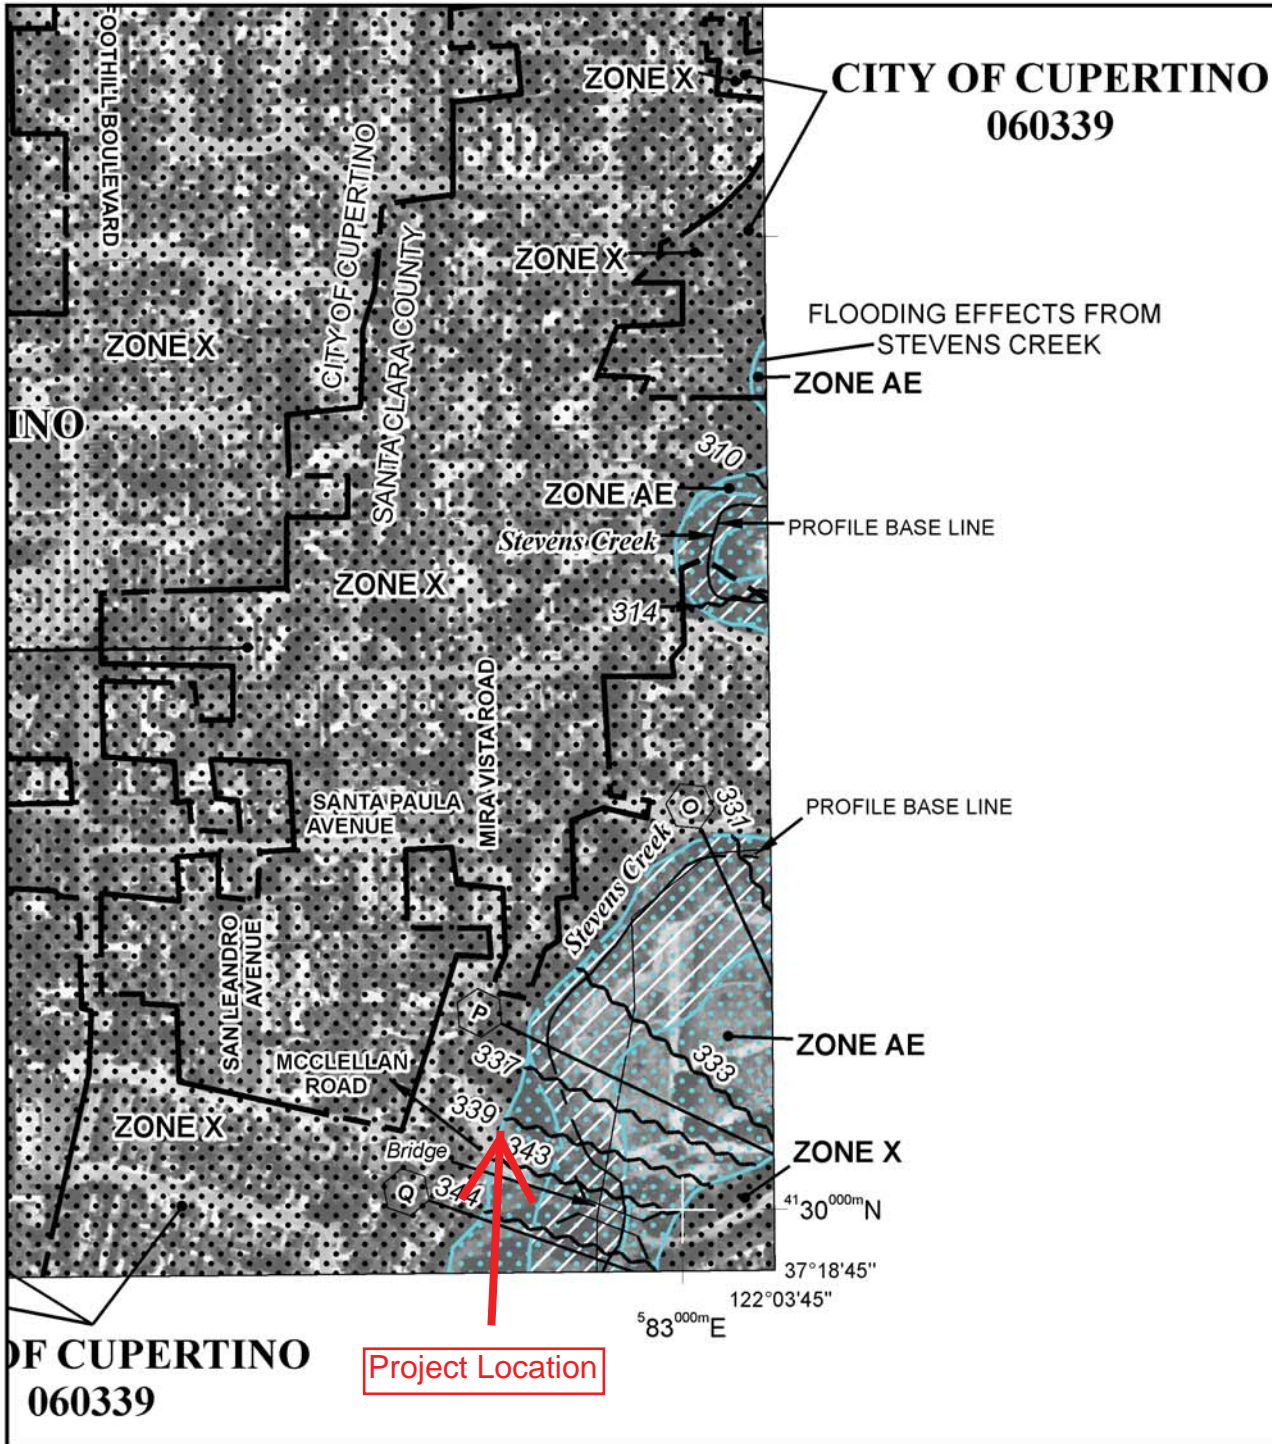 FOOTHILL BOULEVARD
ZONE X
CITY OF CUPERTINO
060339
CITY OF CUPERTINO
SANTA CLARA COUNTY
ZONE X
FLOODING EFFECTS FROM
STEVENS CREEK
ZONE X
ZONE AE
INO
310
ZONE AE
PROFILE BASE LINE
Stevens Creek
ZONE X
314
MIRA VISTA ROAD
SANTA PAULA
AVENUE
O
331
PROFILE BASE LINE
Stevens Creek
SAN LEANDRO
AVENUE
P
ZONE AE
MCCLELLAN
ROAD
337
333
339
ZONE X
343
Bridge
ZONE X
Q
344
4130000m N
37°18'45"
122°03'45"
583000m E
OF CUPERTINO
060339
Project Location